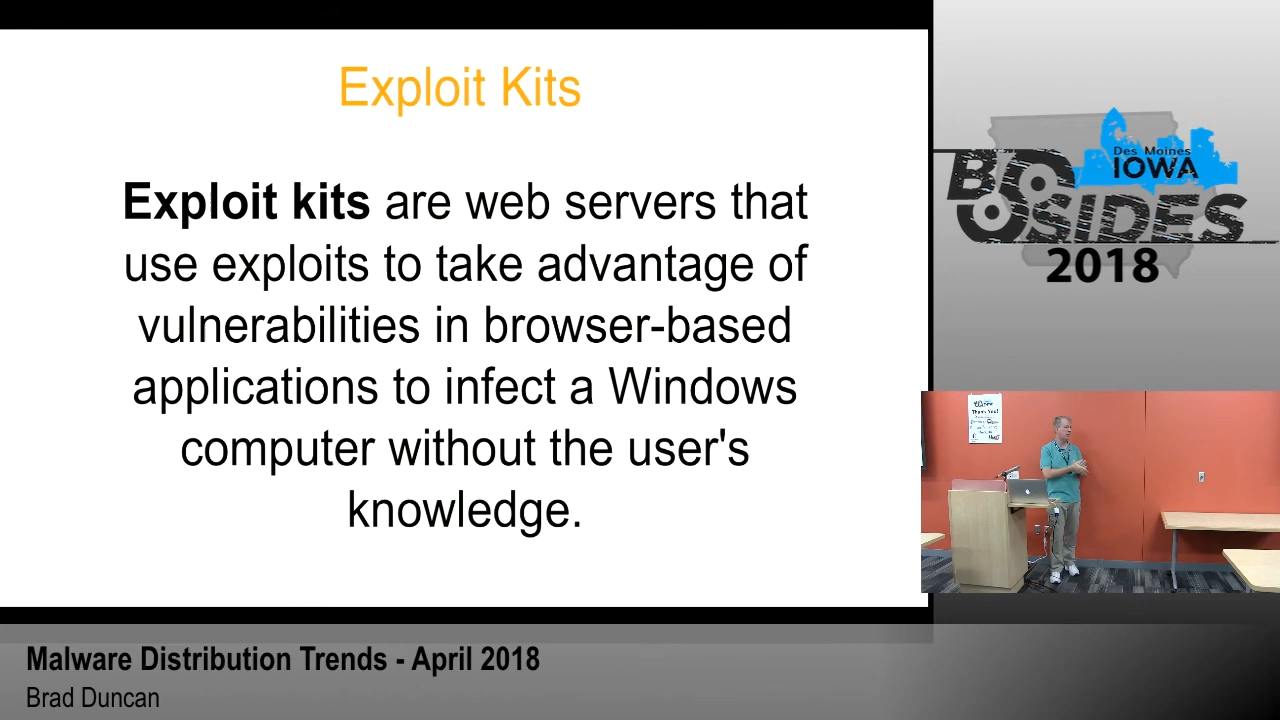 Exploit Kits
Exploit kits are web servers that
use exploits to take advantage of
vulnerabilities in browser-based
applications to infect a Windows
computer without the user's
knowledge.
Des Moines
IOWA
BSIDES
2018
Thank You!
Malware Distribution Trends - April 2018
Brad Duncan